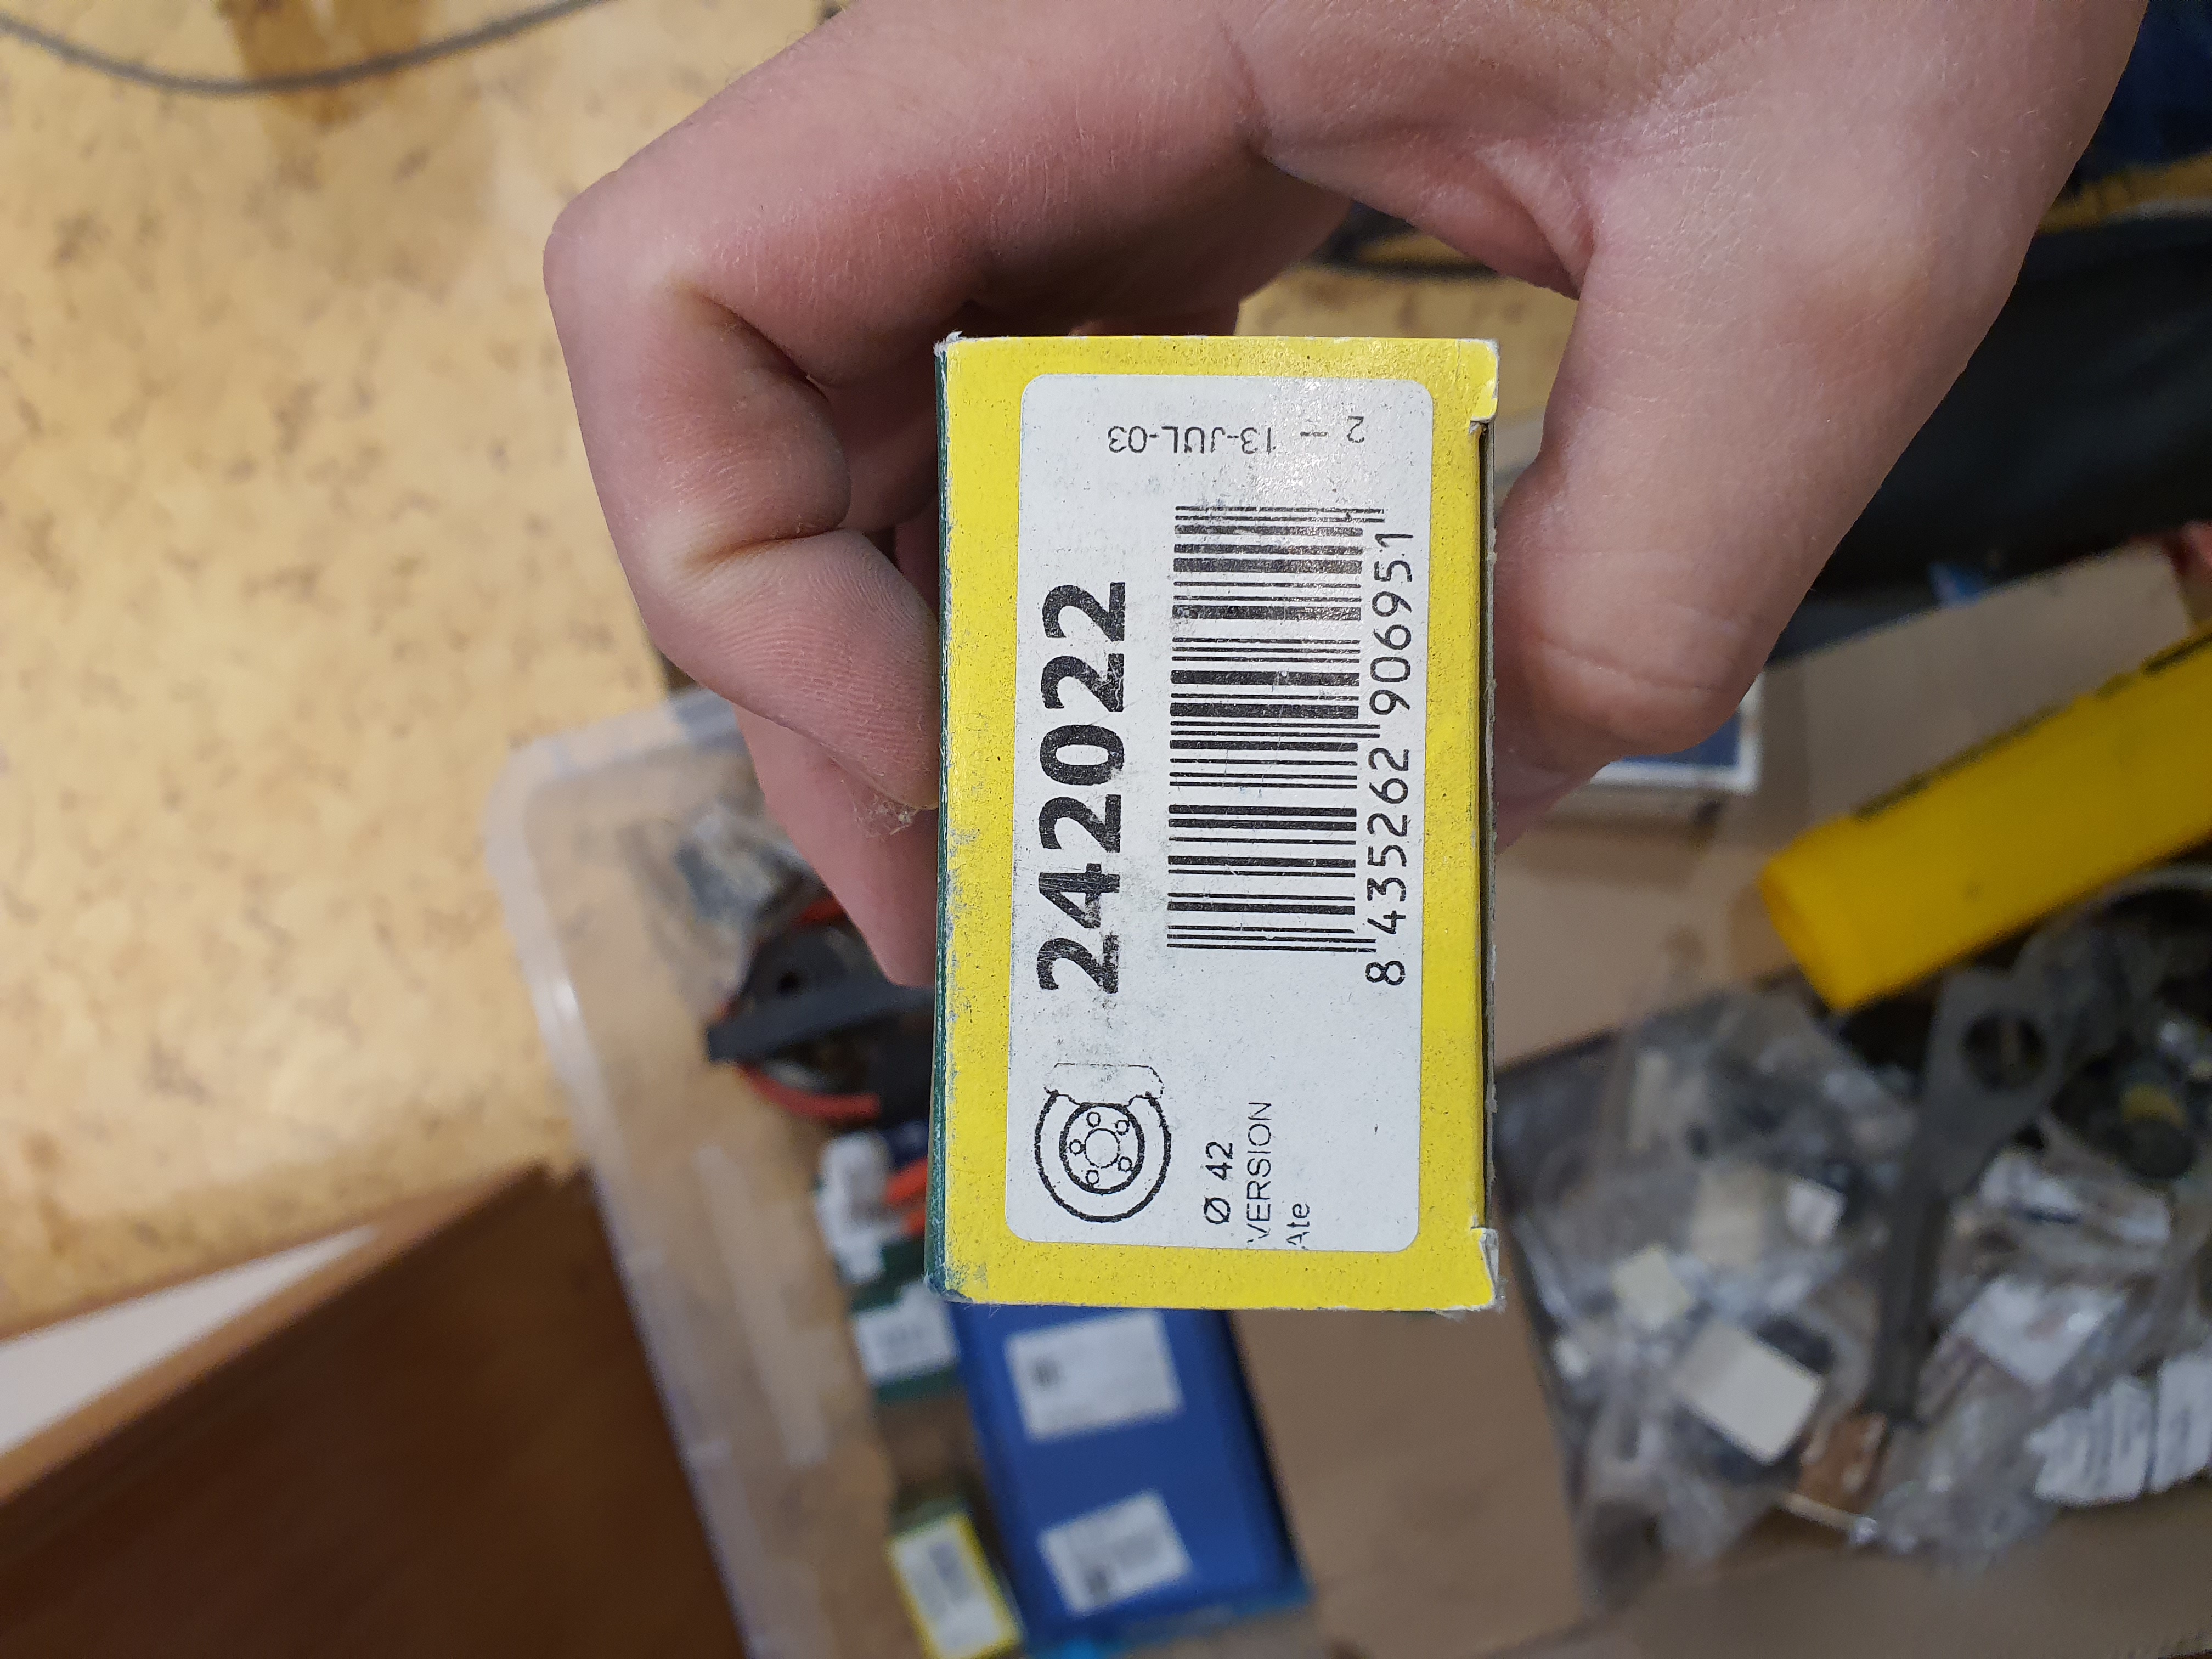 242022
8 435262 906951
Ø 42
VERSION
Ate
2 - 13-JUL-03